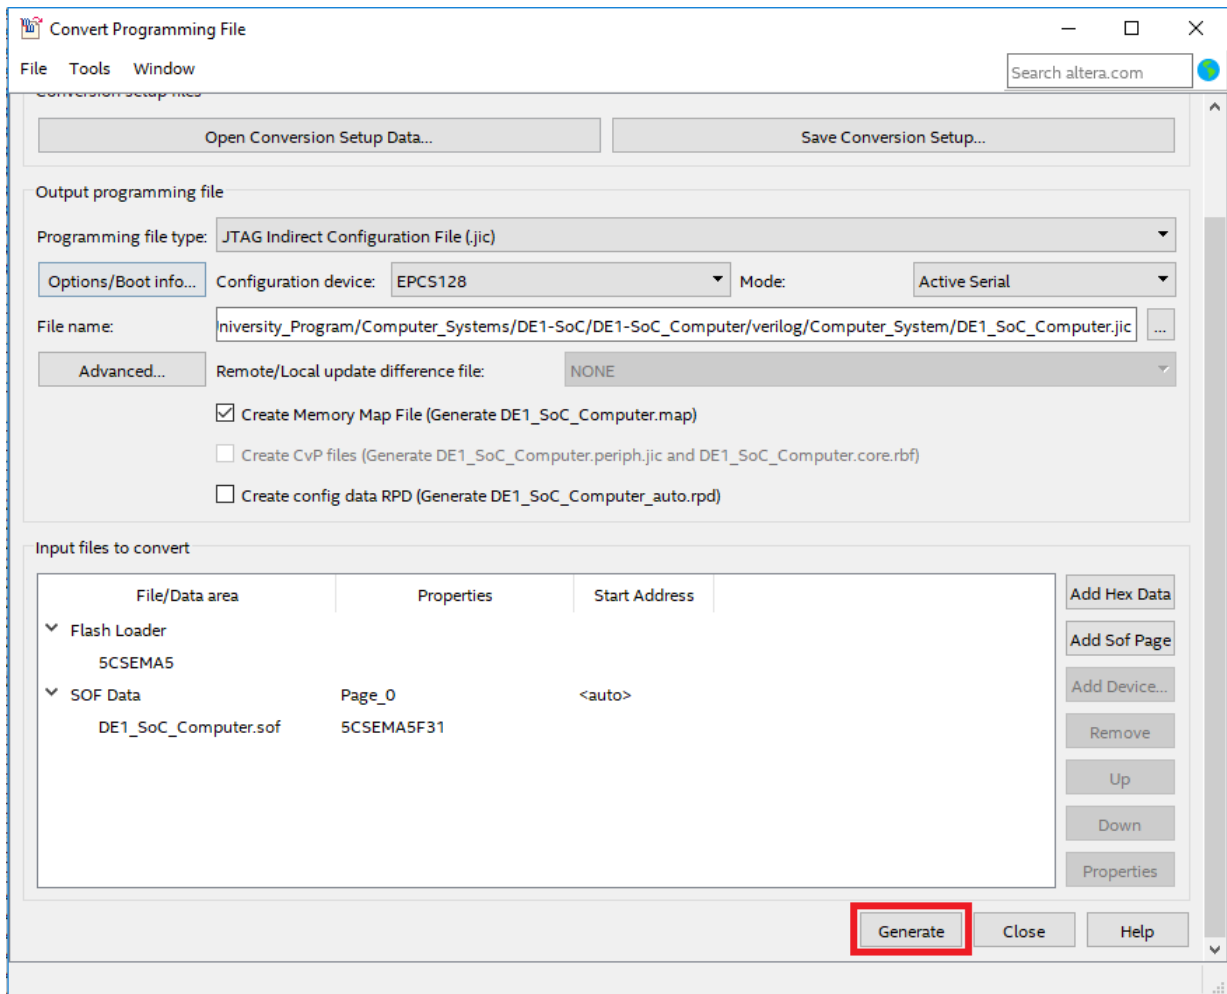 Convert Programming File
File Tools Window
Search altera.com
Conversion setup files
Open Conversion Setup Data... Save Conversion Setup...
Output programming file
Programming file type: JTAG Indirect Configuration File (.jic)
Options/Boot info... Configuration device: EPCS128 Mode: Active Serial
File name: Jniversity_Program/Computer_Systems/DE1-SoC/DE1-SoC_Computer/verilog/Computer_System/DE1_SoC_Computer.jic ...
Advanced... Remote/Local update difference file: NONE
Create Memory Map File (Generate DE1_SoC_Computer.map)
Create CvP files (Generate DE1_SoC_Computer.periph.jic and DE1_SoC_Computer.core.rbf)
Create config data RPD (Generate DE1_SoC_Computer_auto.rpd)
Input files to convert
File/Data area Properties Start Address
Flash Loader
5CSEMA5
SOF Data Page_0 <auto>
DE1_SoC_Computer.sof 5CSEMA5F31
Add Hex Data
Add Sof Page
Add Device...
Remove
Up
Down
Properties
Generate Close Help